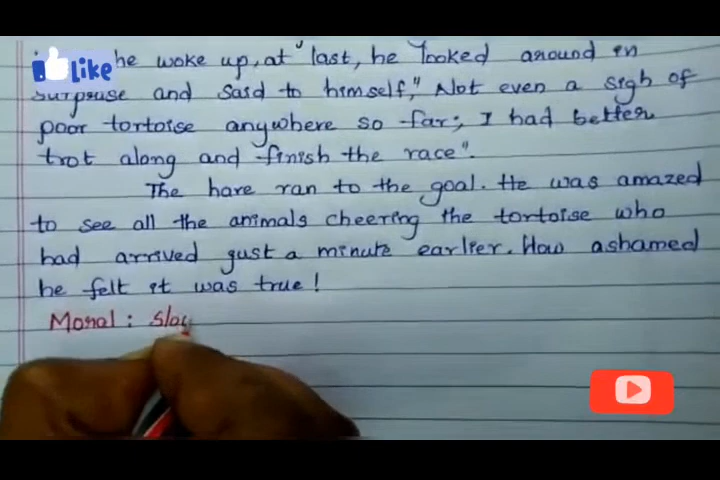 he woke up, at last, he looked around in
Like
surpruse and said to himself," Not even a sigh of
poor tortoise anywhere so far; I had better
trot along and finish the race".
The hare ran to the goal. He was amazed
to see all the animals cheering the tortoise who
had arrived just a minute earlier. How ashamed
he felt it was true!
Moral: Slow